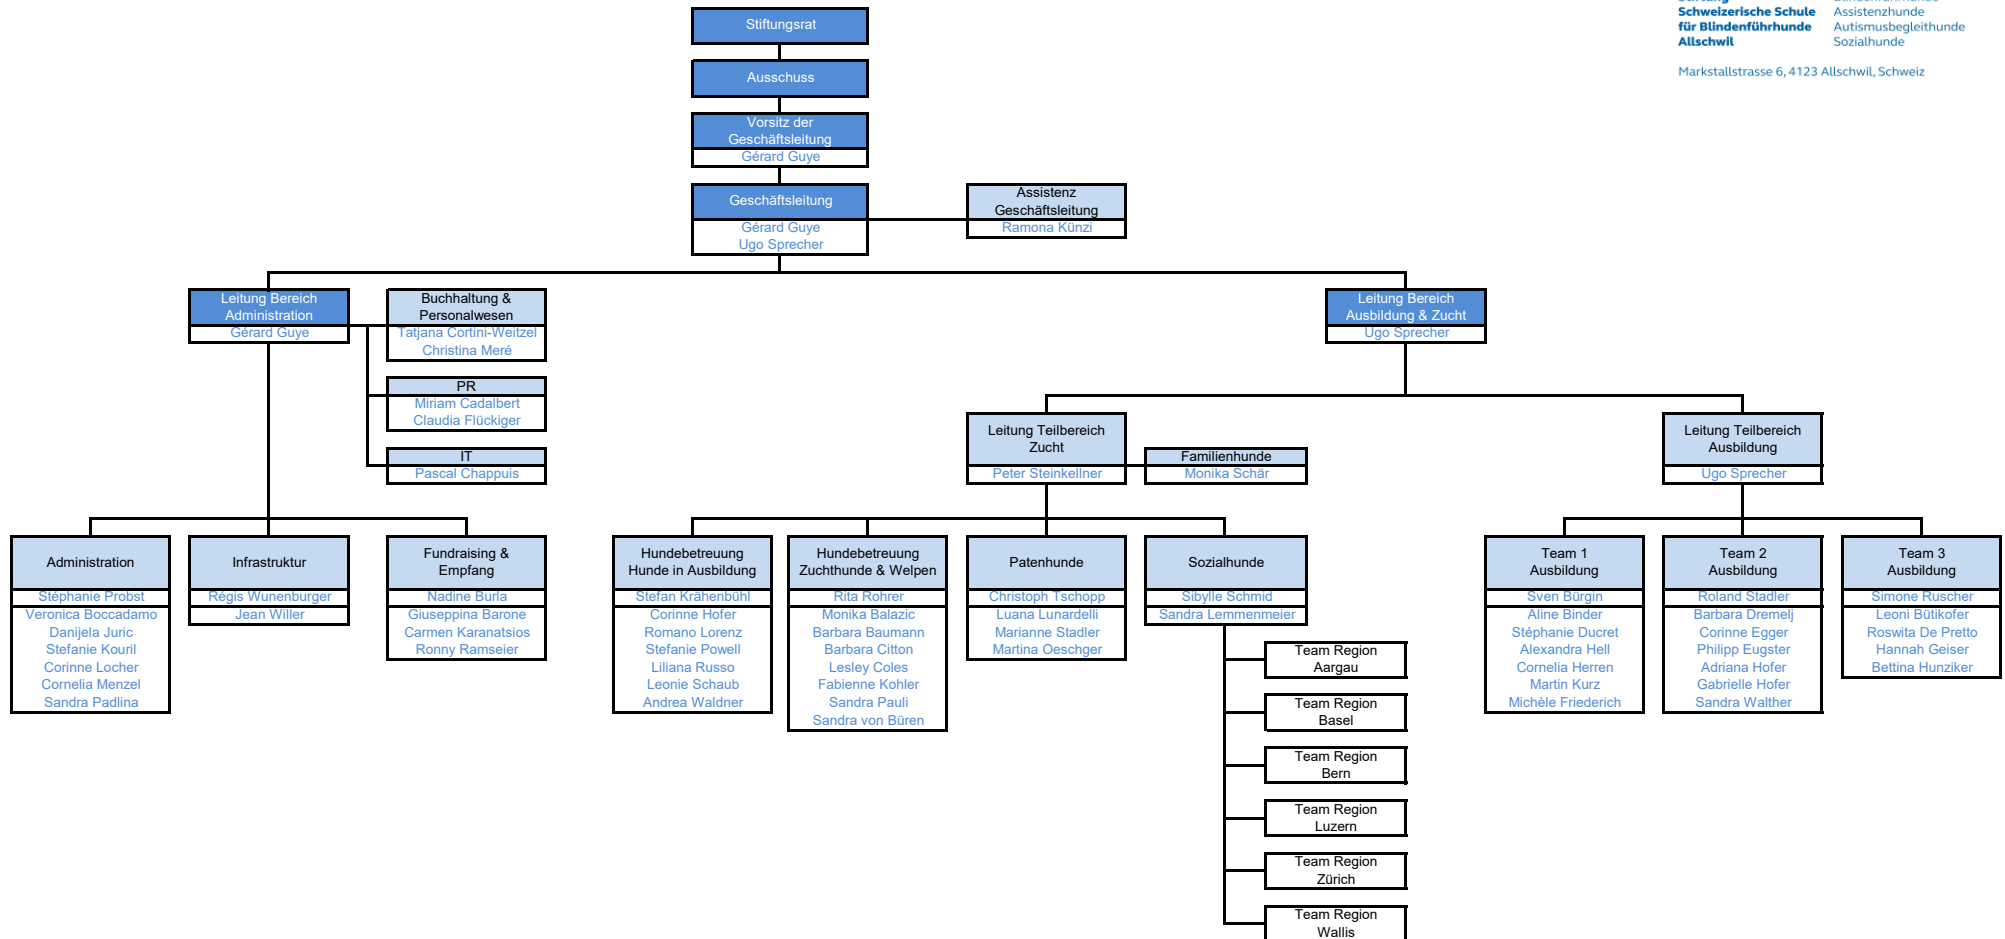 Schweizerische Schule
für Blindenführhunde
Allschwil
Assistenzhunde
Autismusbegleithunde
Sozialhunde
Markstallstrasse 6, 4123 Allschwil, Schweiz
Stiftungsrat
Ausschuss
Vorsitz der
Geschäftsleitung
Gérard Guye
Geschäftsleitung
Gérard Guye
Ugo Sprecher
Assistenz
Geschäftsleitung
Ramona Künzi
Leitung Bereich
Administration
Gérard Guye
Buchhaltung &
Personalwesen
Tatjana Cortini-Weitzel
Christina Meré
PR
Miriam Cadalbert
Claudia Flückiger
IT
Pascal Chappuis
Leitung Bereich
Ausbildung & Zucht
Ugo Sprecher
Leitung Teilbereich
Zucht
Peter Steinkellner
Familienhunde
Monika Schär
Leitung Teilbereich
Ausbildung
Ugo Sprecher
Administration
Stéphanie Probst
Veronica Boccadamo
Danijela Juric
Stefanie Kouril
Corinne Locher
Cornelia Menzel
Sandra Padlina
Infrastruktur
Régis Wunenburger
Jean Willer
Fundraising &
Empfang
Nadine Burla
Giuseppina Barone
Carmen Karanatsios
Ronny Ramseier
Hundebetreuung
Hunde in Ausbildung
Stefan Krähenbühl
Corinne Hofer
Romano Lorenz
Stefanie Powell
Liliana Russo
Leonie Schaub
Andrea Waldner
Hundebetreuung
Zuchthunde & Welpen
Rita Rohrer
Monika Balazic
Barbara Baumann
Barbara Citton
Lesley Coles
Fabienne Kohler
Sandra Pauli
Sandra von Büren
Patenhunde
Christoph Tschopp
Luana Lunardelli
Marianne Stadler
Martina Oeschger
Sozialhunde
Sibylle Schmid
Sandra Lemmenmeier
Team Region
Aargau
Team Region
Basel
Team Region
Bern
Team Region
Luzern
Team Region
Zürich
Team Region
Wallis
Team 1
Ausbildung
Sven Bürgin
Aline Binder
Stéphanie Ducret
Alexandra Hell
Cornelia Herren
Martin Kurz
Michèle Friederich
Team 2
Ausbildung
Roland Stadler
Barbara Dremelj
Corinne Egger
Philipp Eugster
Adriana Hofer
Gabrielle Hofer
Sandra Walther
Team 3
Ausbildung
Simone Ruscher
Leoni Bütikofer
Roswita De Pretto
Hannah Geiser
Bettina Hunziker